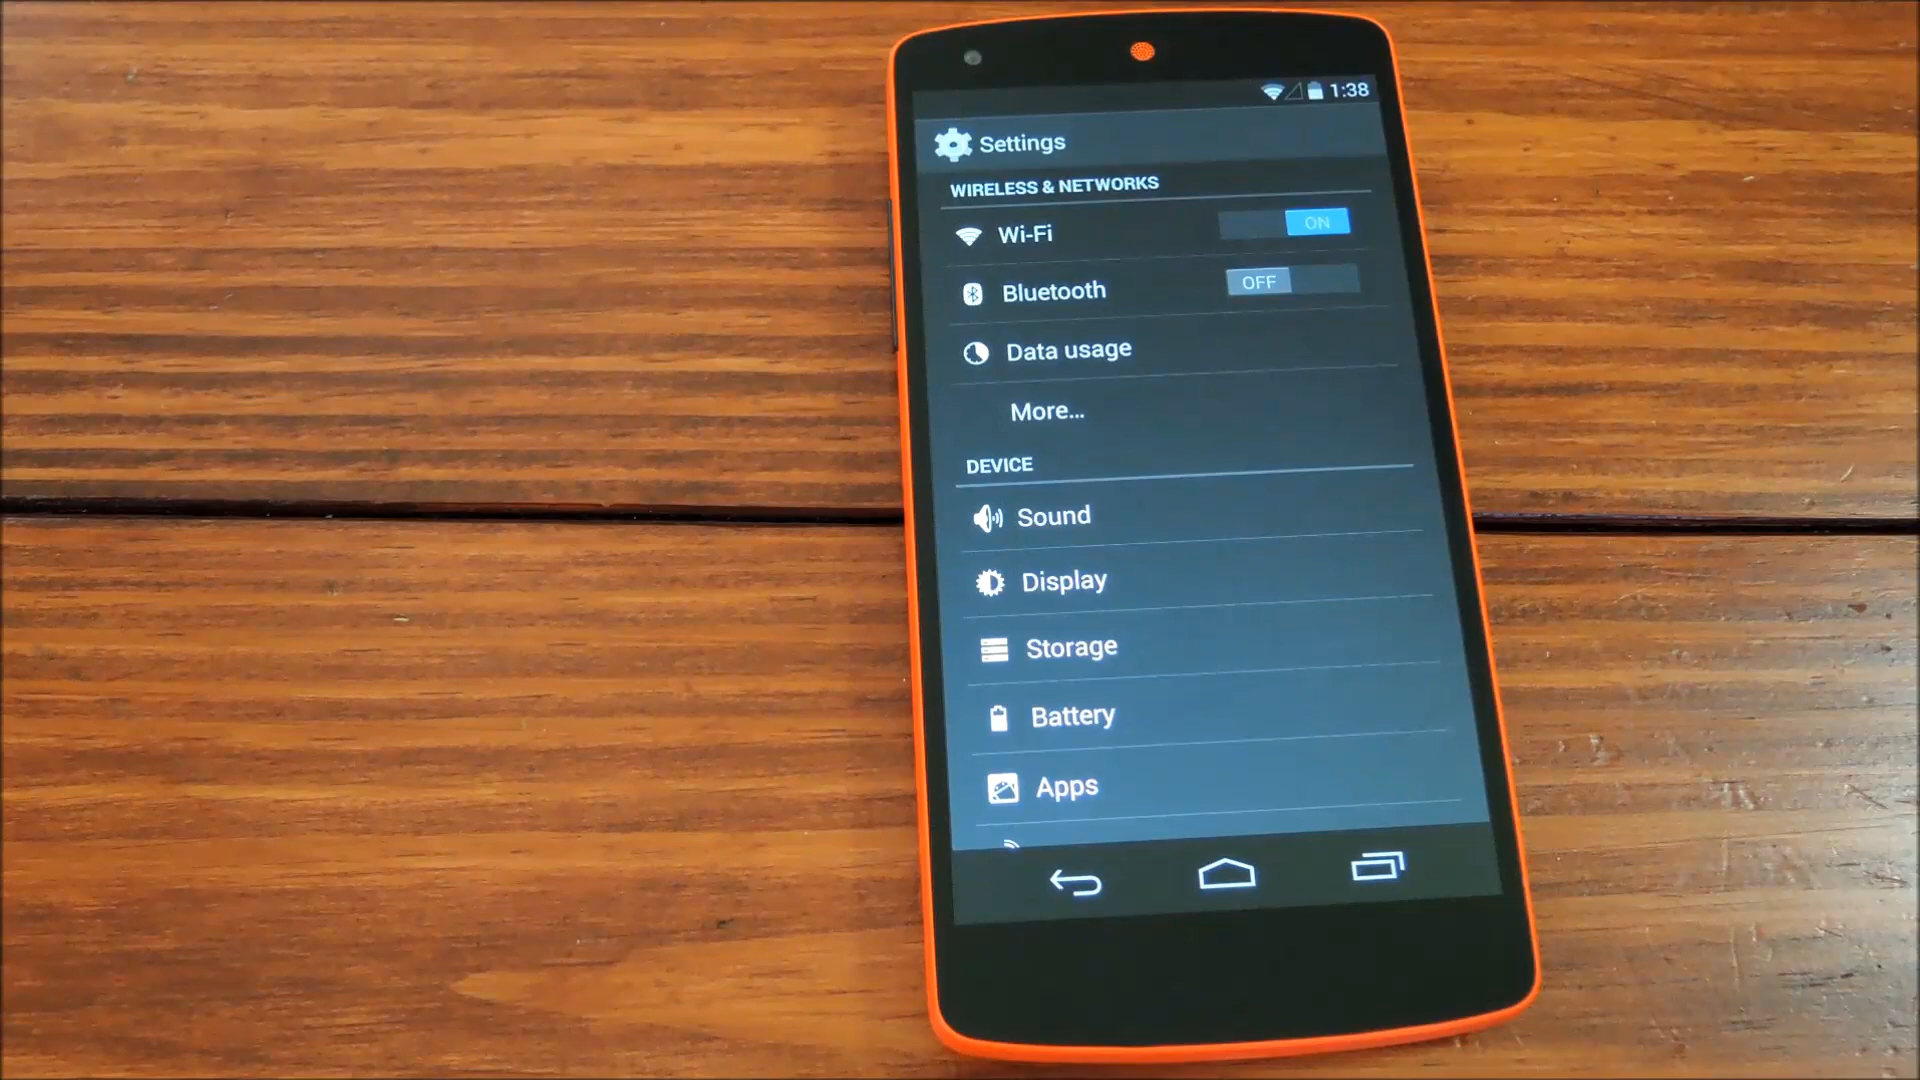 1:38
Settings
WIRELESS & NETWORKS
Wi-Fi ON
Bluetooth OFF
Data usage
More...
DEVICE
Sound
Display
Storage
Battery
Apps